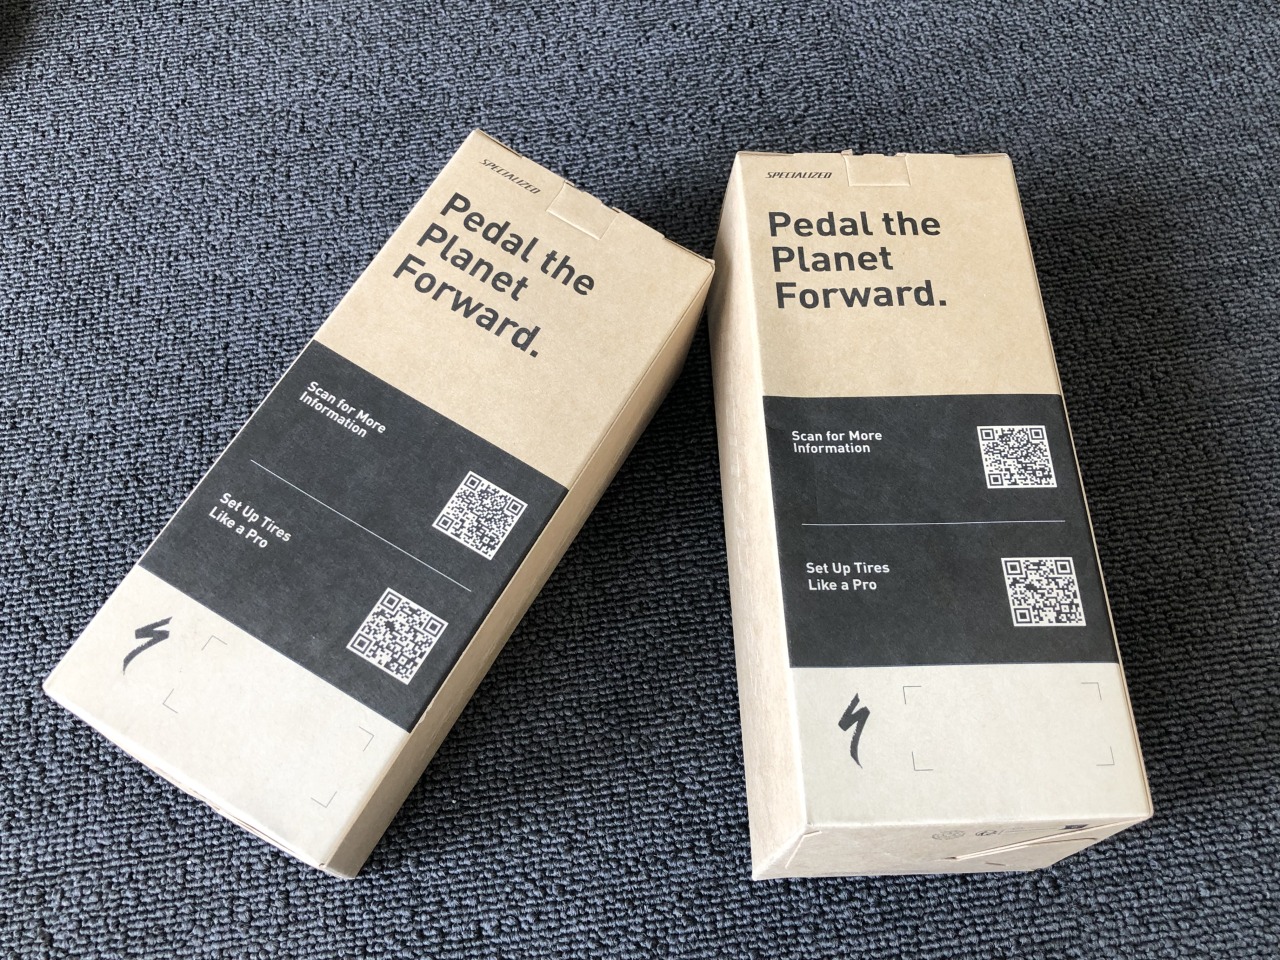 SPECIALIZED
Pedal the
Planet
Forward.
Scan for More
Information
Set Up Tires
Like a Pro
SPECIALIZED
Pedal the
Planet
Forward.
Scan for More
Information
Set Up Tires
Like a Pro